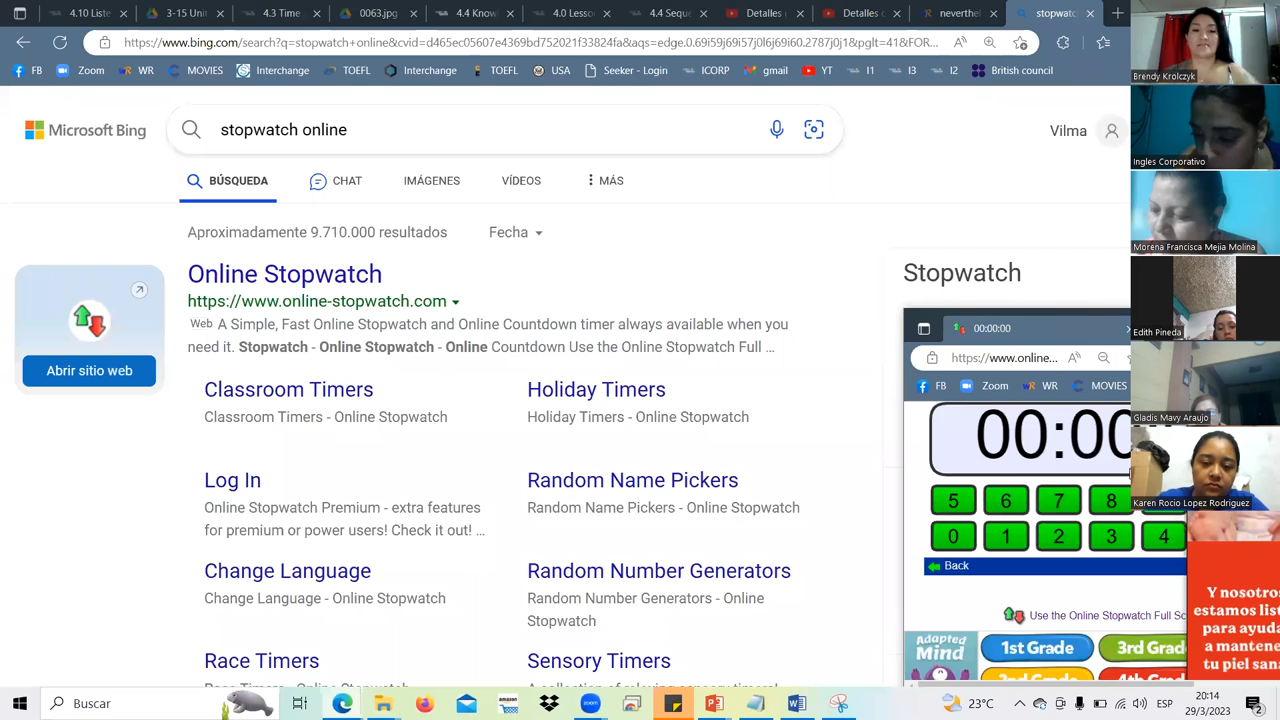 4.10 Listen
3-15 Unit
4.4 Time
0063.jpg
4.4 Know
4.0 Lesso
4.4 Seque
Detalles
Detalles c
neverthel
stopwatc
https://www.bing.com/search?q=stopwatch+online&cvid=d465ec05607e4369bd752021f33824fa&aqs=edge.0.69i59j69i57j0l6j69i60.2787j0j1&pglt=41&FOR...
FB
Zoom
WR
MOVIES
Interchange
TOEFL
Interchange
TOEFL
USA
Seeker - Login
ICORP
gmail
YT
I1
I3
I2
British council
Microsoft Bing
stopwatch online
Vilma
BÚSQUEDA
CHAT
IMÁGENES
VÍDEOS
MÁS
Aproximadamente 9.710.000 resultados
Fecha
Online Stopwatch
https://www.online-stopwatch.com
Web A Simple, Fast Online Stopwatch and Online Countdown timer always available when you
need it. Stopwatch - Online Stopwatch - Online Countdown Use the Online Stopwatch Full ...
Abrir sitio web
Classroom Timers
Classroom Timers - Online Stopwatch
Holiday Timers
Holiday Timers - Online Stopwatch
Log In
Online Stopwatch Premium - extra features
for premium or power users! Check it out! ...
Random Name Pickers
Random Name Pickers - Online Stopwatch
Change Language
Change Language - Online Stopwatch
Random Number Generators
Random Number Generators - Online
Stopwatch
Race Timers
Sensory Timers
Stopwatch
00:00:00
https://www.online...
FB
Zoom
WR
MOVIES
00:00
5 6 7 8
0 1 2 3 4
Back
Use the Online Stopwatch Full Sc
Adapted
Mind
1st Grade
3rd Grade
Brendy Krolczyk
Ingles Corporativo
Morena Francisca Mejia Molina
Edith Pineda
Gladis Mavy Araujo
Karen Rocio Lopez Rodriguez
Y nosotro
estamos list
para ayuda
a mantene
tu piel sana
Buscar
amazon
23°C
ESP
20:14
29/3/2023
2